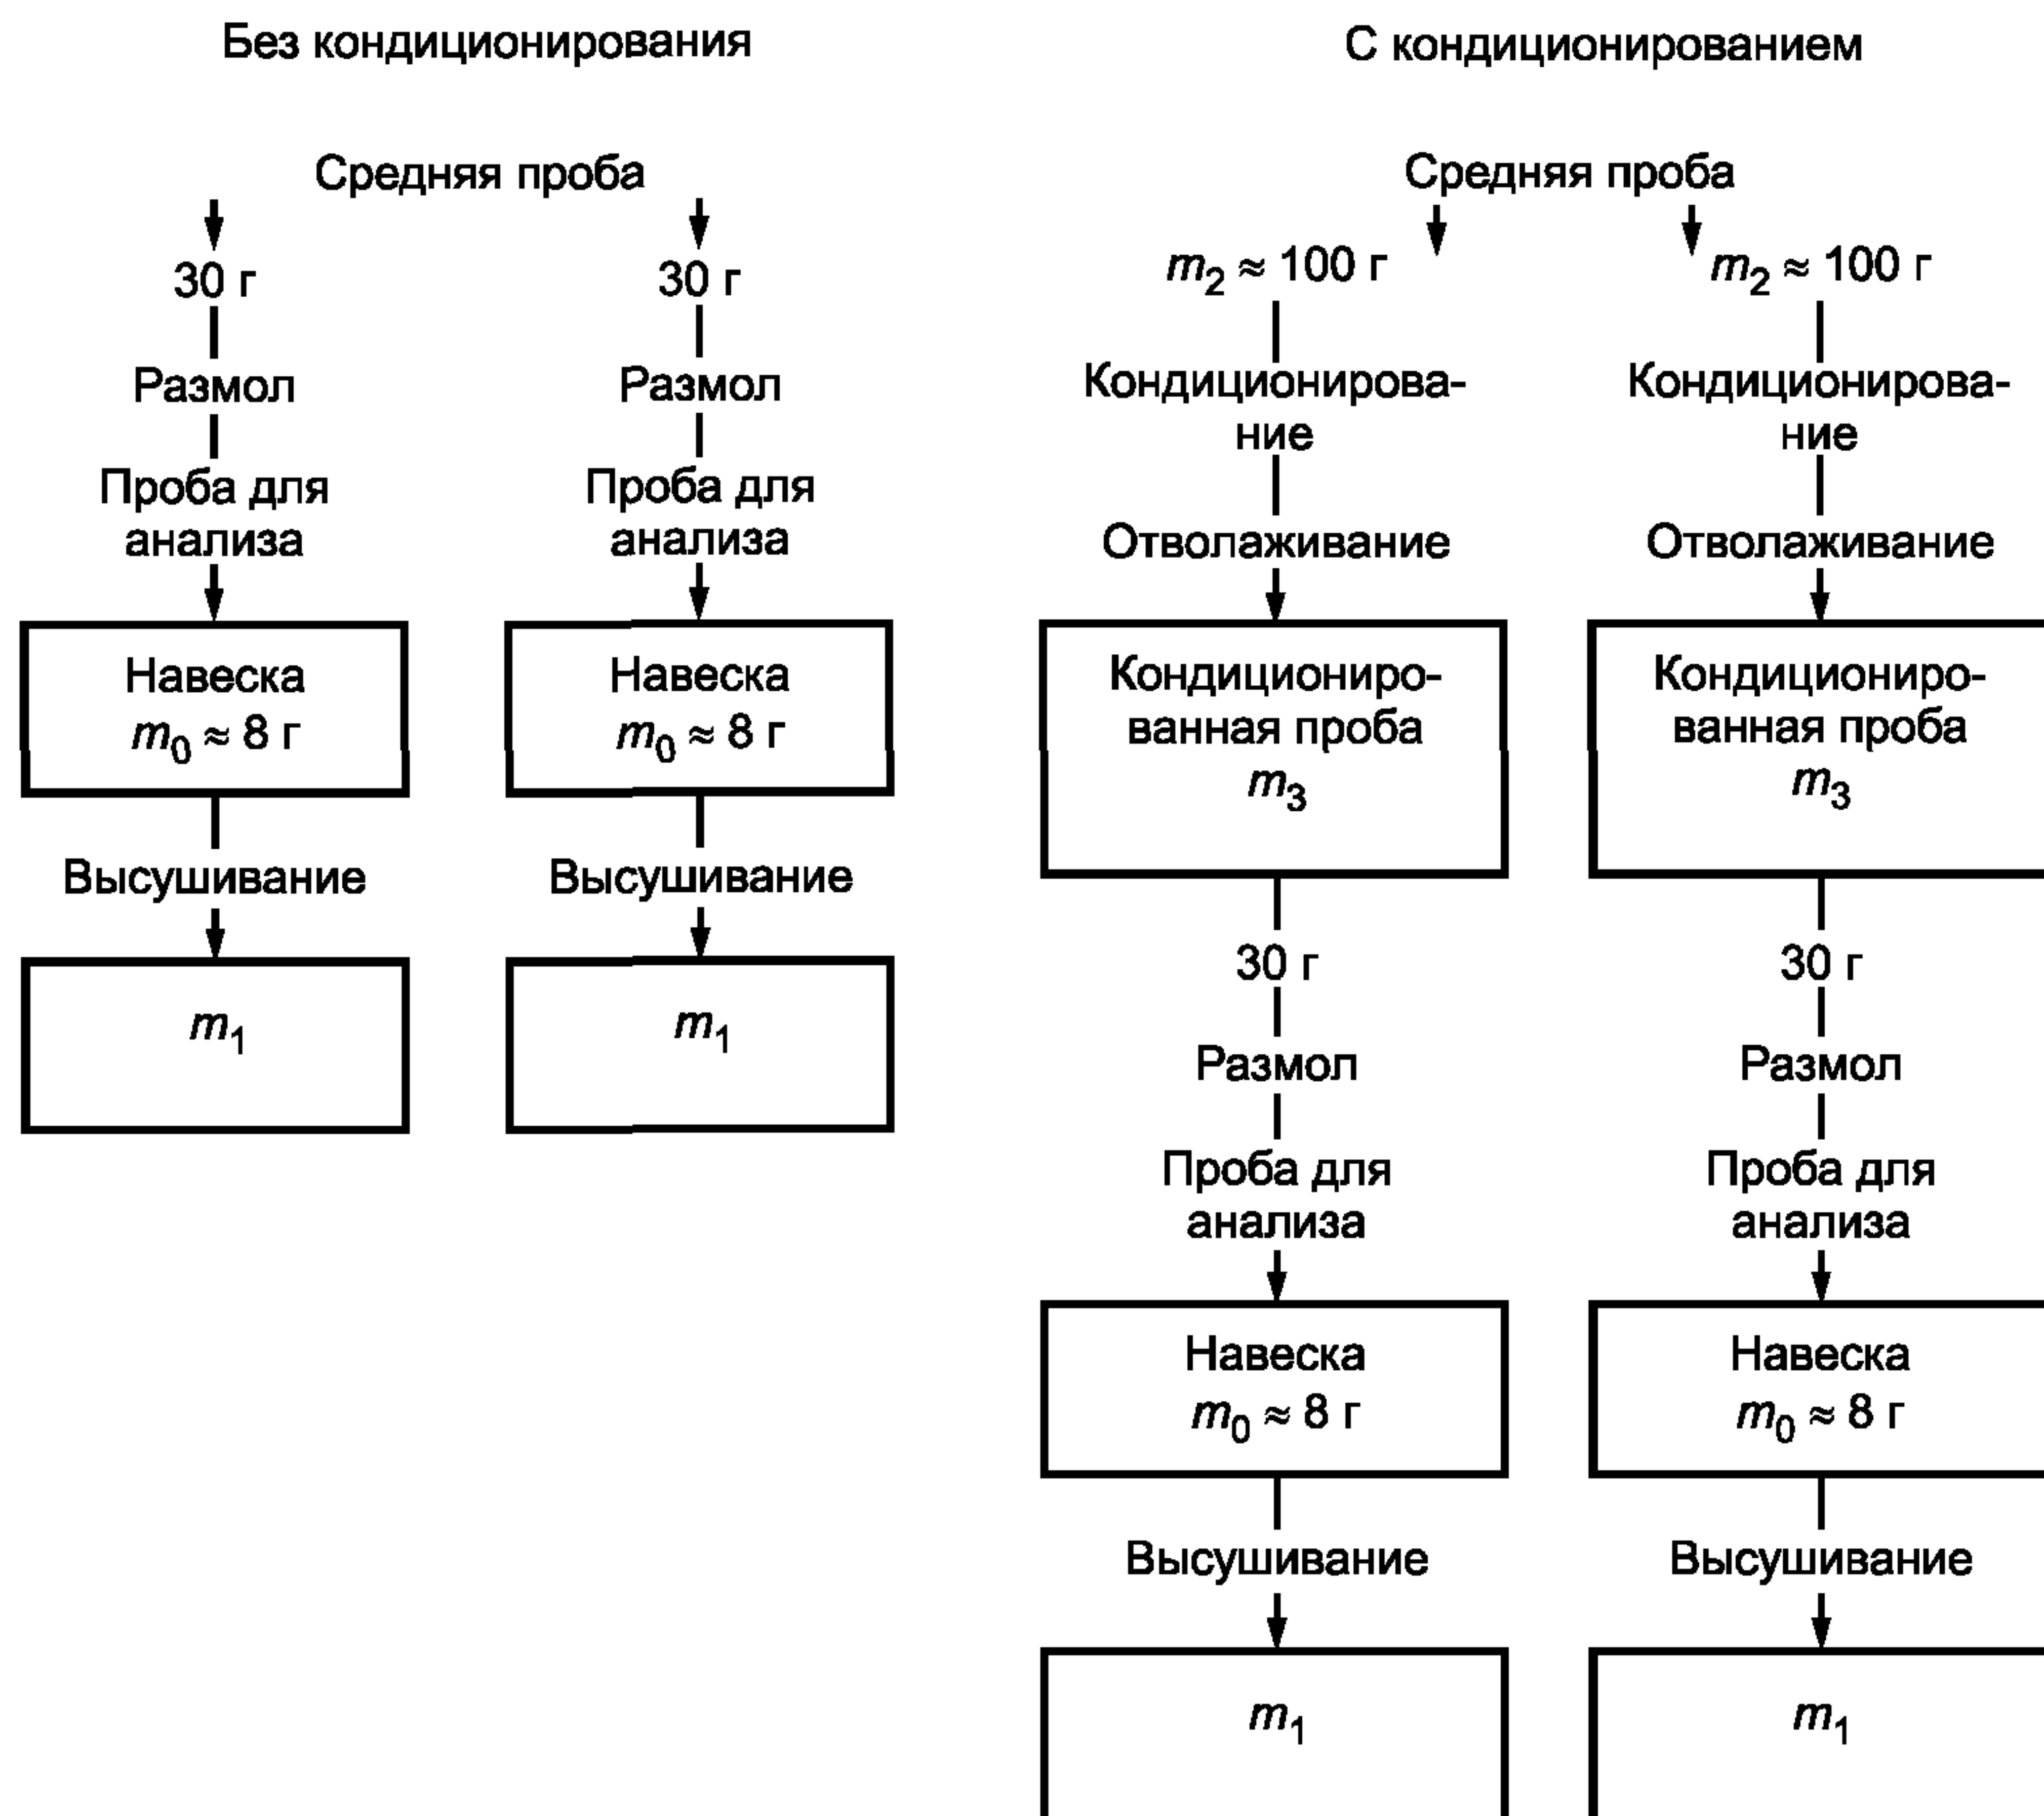 Без кондиционирования
Средняя проба
30 г
30 г
Размол
Размол
Проба для
анализа
Проба для
анализа
Навеска
m0 ≈ 8 г
Навеска
m0 ≈ 8 г
Высушивание
Высушивание
m1
m1
С кондиционированием
Средняя проба
m2 ≈ 100 г
m2 ≈ 100 г
Кондиционирова-
ние
Кондиционирова-
ние
Отволаживание
Отволаживание
Кондициониро-
ванная проба
m3
Кондициониро-
ванная проба
m3
30 г
30 г
Размол
Размол
Проба для
анализа
Проба для
анализа
Навеска
m0 ≈ 8 г
Навеска
m0 ≈ 8 г
Высушивание
Высушивание
m1
m1